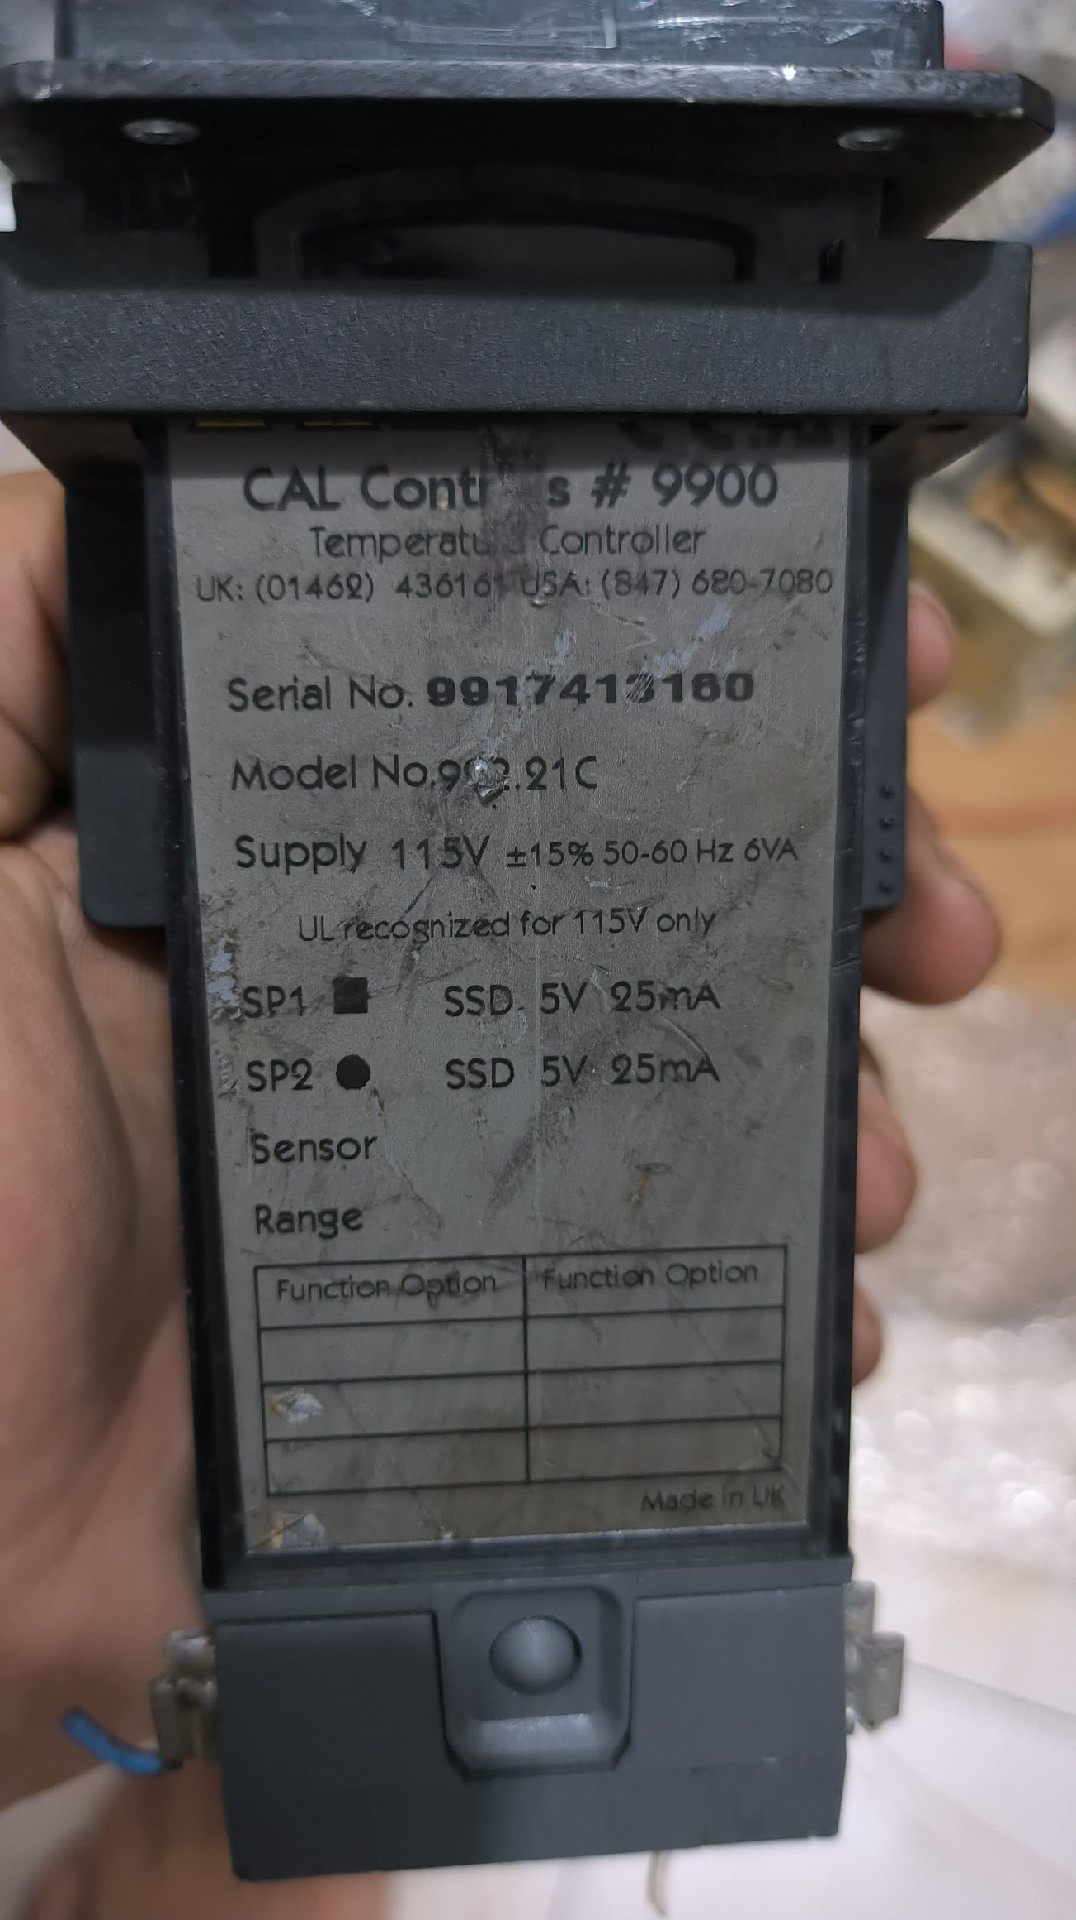 CAL Controls # 9900
Temperature Controller
UK: (01462) 436161 USA: (847) 680-7080
Serial No. 9917413160
Model No.992.21C
Supply 115V ±15% 50-60 Hz 6VA
UL recognized for 115V only
SP1 ■ SSD 5V 25mA
SP2 ● SSD 5V 25mA
Sensor
Range
Function Option Function Option
Made in UK